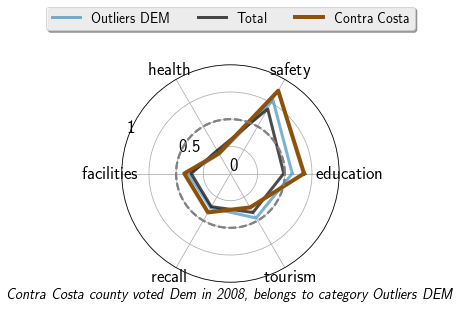 Outliers DEM Total Contra Costa
health safety
1
0.5
0
facilities education
recall tourism
Contra Costa county voted Dem in 2008, belongs to category Outliers DEM